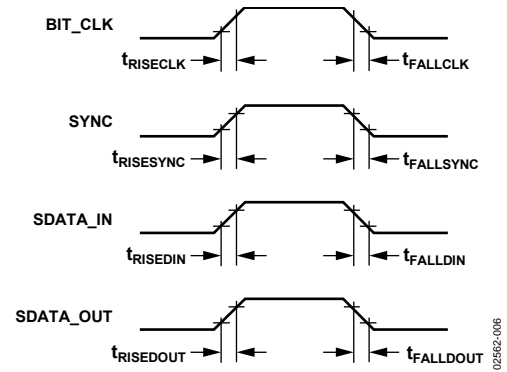 BIT_CLK
tRISECLK
tFALLCLK
SYNC
tRISESYNC
tFALLSYNC
SDATA_IN
tRISEDIN
tFALLDIN
SDATA_OUT
tRISEDOUT
tFALLDOUT
02562-006